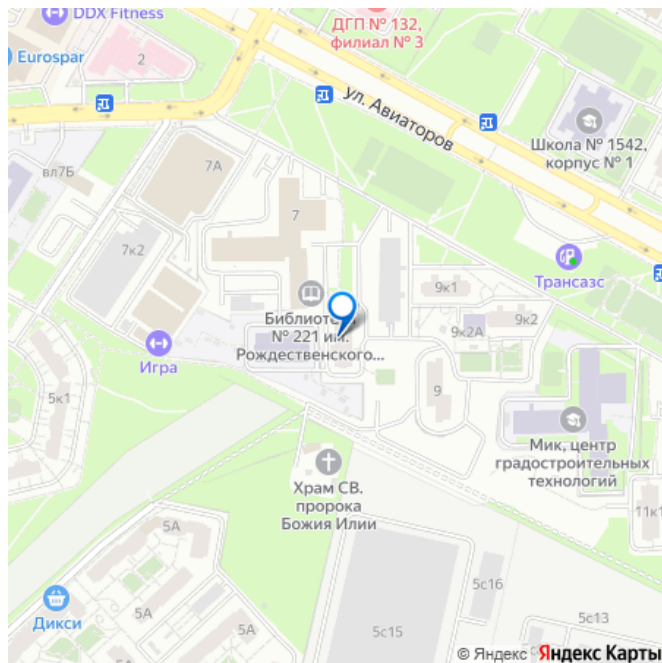 DDX Fitness
ДГП № 132,
филиал № 3
Eurospar
2
ул. Авиаторов
Школа № 1542,
корпус № 1
вл7Б
7А
7
7к2
Трансазс
9к1
9к2А
9к2
Библиоте
№ 221 им.
Рождественского...
Игра
5к1
9
Мик, центр
градостроительных
технологий
Храм СВ.
пророка
Божия Илии
11к1
5А
5А
5А
5А
Дикси
5с16
5с13
5с15
© Яндекс Яндекс Карты